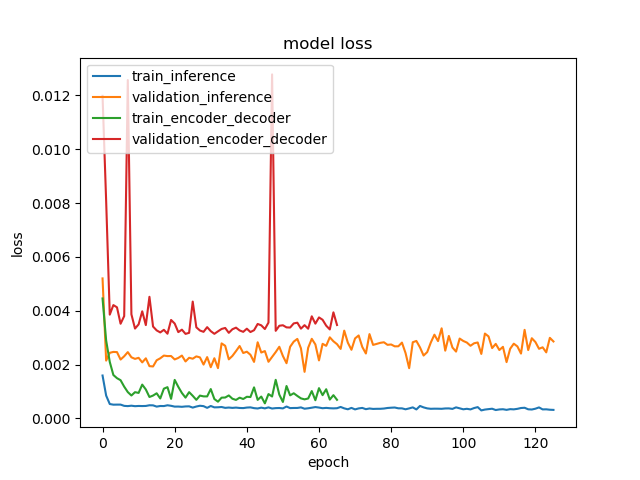 model loss
train_inference
validation_inference
train_encoder_decoder
validation_encoder_decoder
0.012
0.010
0.008
0.006
0.004
0.002
0.000
loss
0 20 40 60 80 100 120
epoch